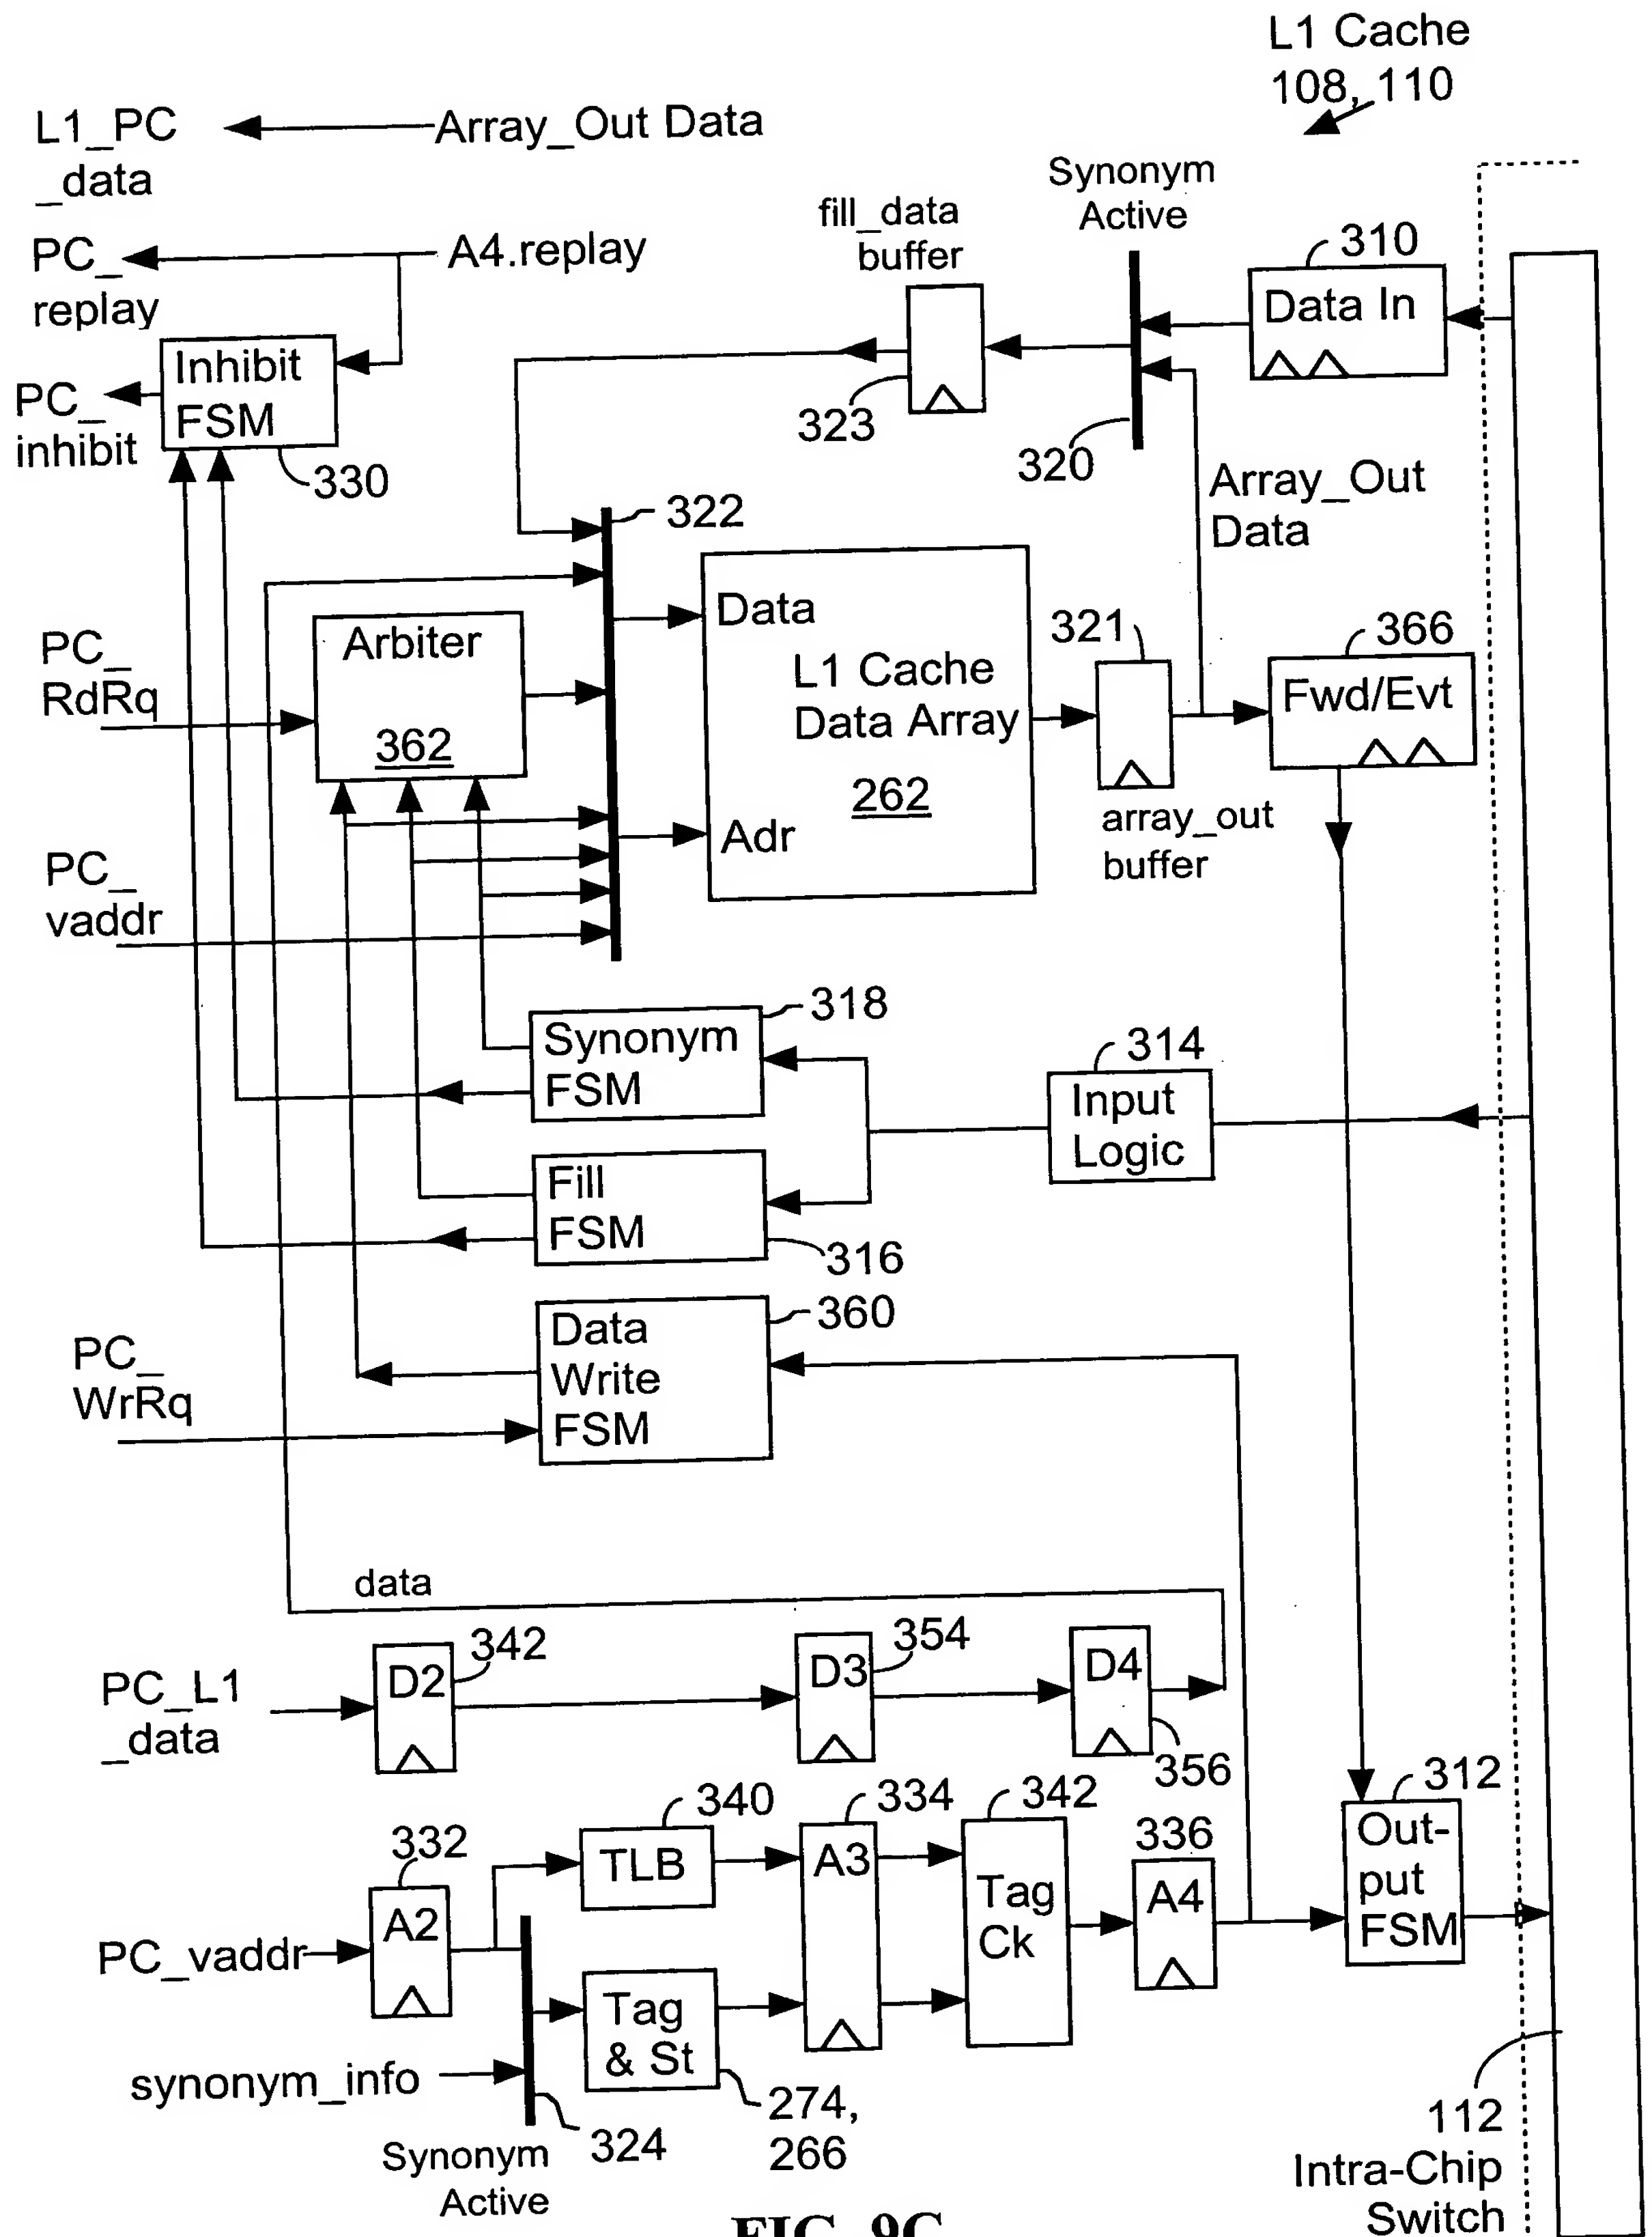 L1 Cache
108, 110
L1_PC
_data
Array_Out Data
Synonym
Active
fill_data
buffer
PC_
replay
A4.replay
310
Data In
Inhibit
FSM
PC_
inhibit
330
323
320
Array_Out
Data
322
Data
L1 Cache
Data Array
262
Adr
Arbiter
362
PC_
RdRq
321
366
Fwd/Evt
array_out
buffer
PC_
vaddr
318
Synonym
FSM
314
Input
Logic
Fill
FSM
316
360
Data
Write
FSM
PC_
WrRq
data
342
D2
354
D3
D4
356
PC_L1
_data
340
334
342
312
332
336
TLB
A3
Tag
Ck
A4
Out-
put
FSM
A2
PC_vaddr
Tag
& St
synonym_info
274,
266
324
Synonym
Active
112
Intra-Chip
Switch
FIG. 9C